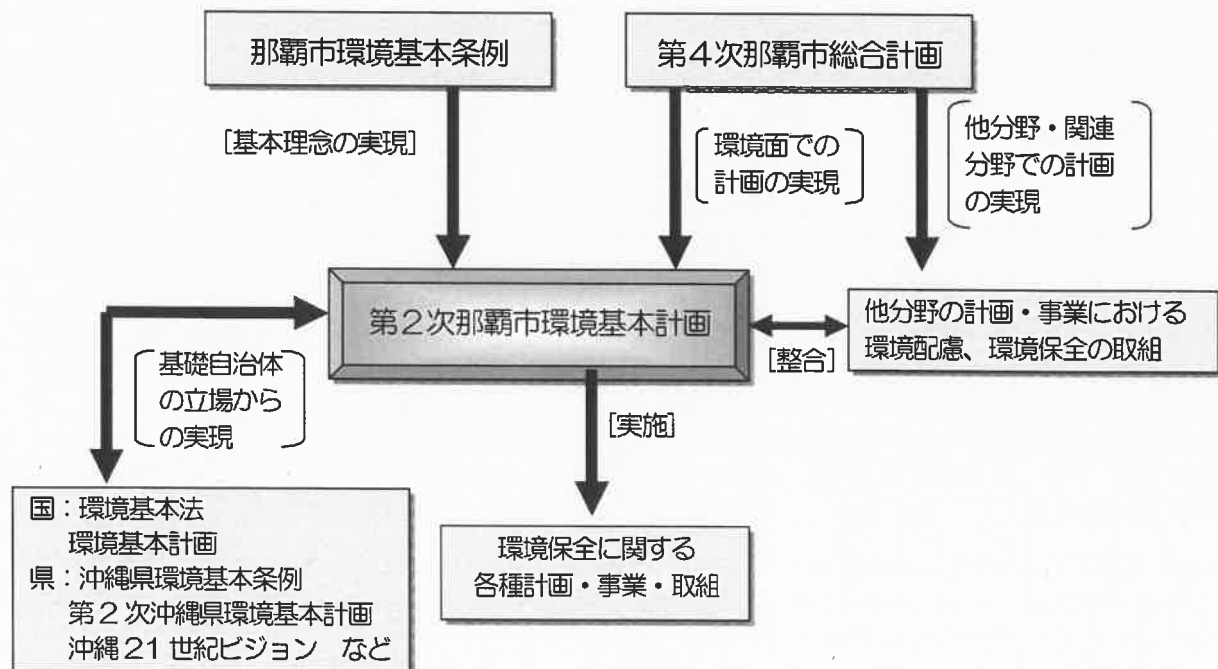 那覇市環境基本条例
第4次那覇市総合計画
[基本理念の実現]
環境面での
計画の実現
他分野・関連
分野での計画
の実現
第2次那覇市環境基本計画
他分野の計画・事業における
環境配慮、環境保全の取組
[整合]
基礎自治体
の立場から
の実現
[実施]
国：環境基本法
環境基本計画
県：沖縄県環境基本条例
第2次沖縄県環境基本計画
沖縄21世紀ビジョン など
環境保全に関する
各種計画・事業・取組